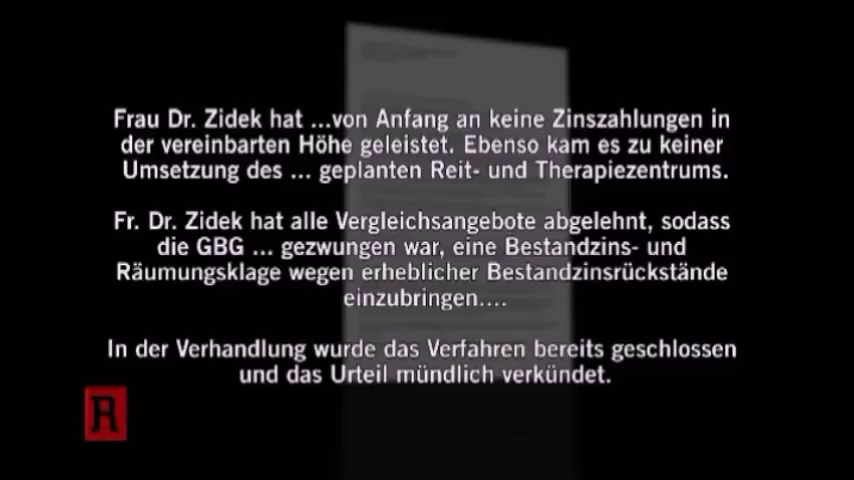 Frau Dr. Zidek hat ...von Anfang an keine Zinszahlungen in
der vereinbarten Höhe geleistet. Ebenso kam es zu keiner
Umsetzung des ... geplanten Reit- und Therapiezentrums.
Fr. Dr. Zidek hat alle Vergleichsangebote abgelehnt, sodass
die GBG ... gezwungen war, eine Bestandzins- und
Räumungsklage wegen erheblicher Bestandzinsrückstände
einzubringen....
In der Verhandlung wurde das Verfahren bereits geschlossen
und das Urteil mündlich verkündet.
R